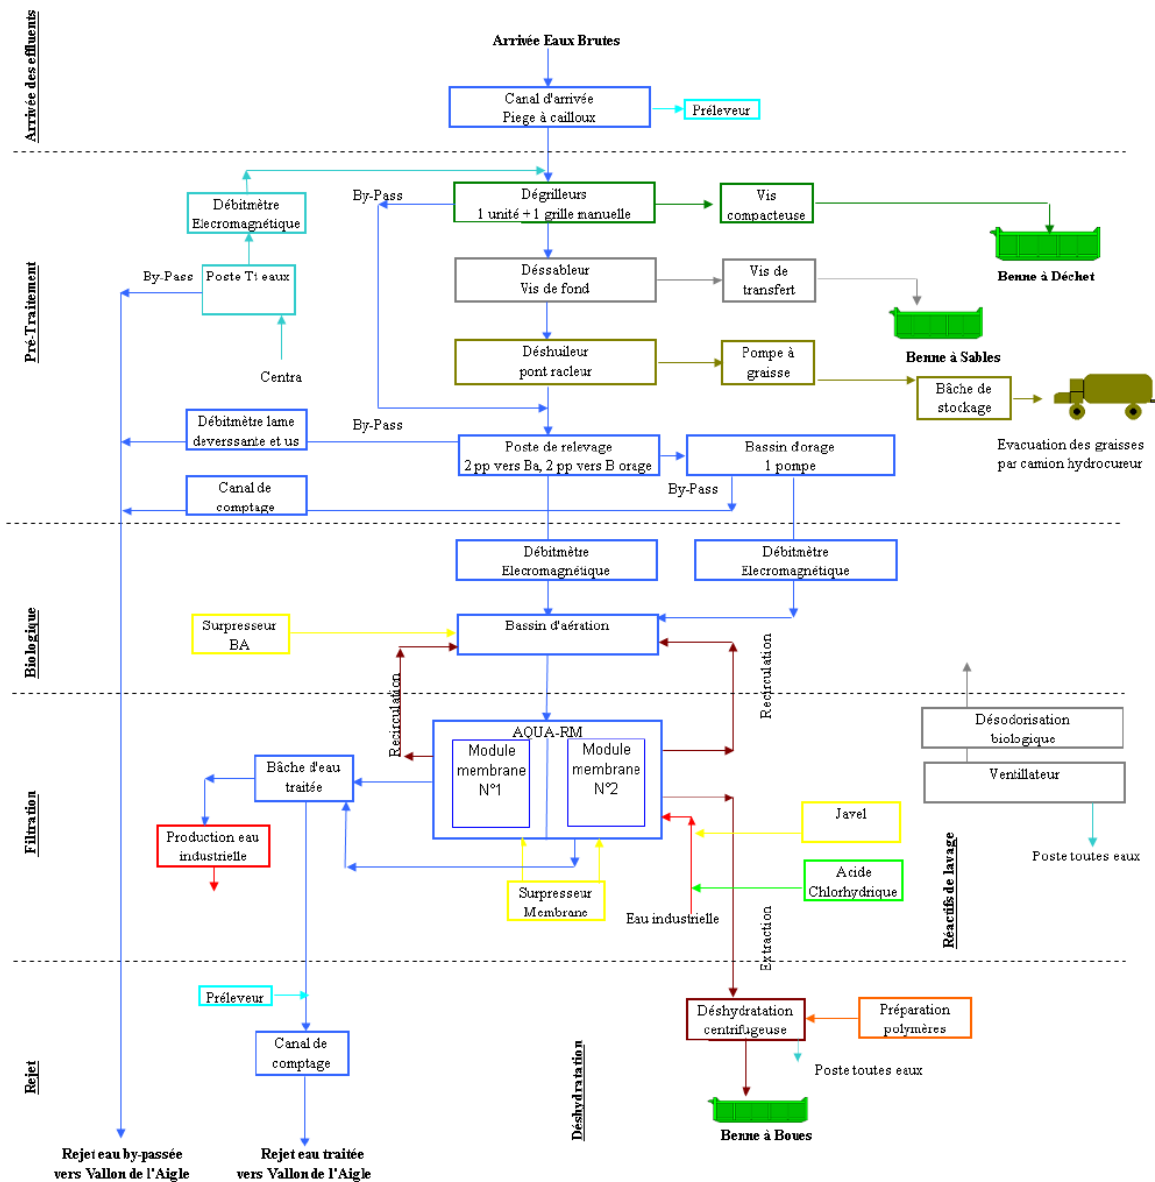 Arrivée des effluents
Arrivée Eaux Brutes
Canal d'arrivée
Piege à cailloux
Préleveur
Pré-Traitement
By-Pass
Dégrilleurs
1 unité + 1 grille manuelle
Vis
compacteuse
Benne à Déchet
Débitmètre
Elecromagnétique
By-Pass
Poste Tt eaux
Centra
Déssableur
Vis de fond
Vis de
transfert
Benne à Sables
Déshuileur
pont racleur
Pompe à
graisse
Bâche de
stockage
Evacuation des graisses
par camion hydrocureur
Débitmètre lame
deverssante et us
By-Pass
Poste de relevage
2 pp vers Ba, 2 pp vers B orage
Bassin d'orage
1 pompe
Canal de
comptage
By-Pass
Biologique
Débitmètre
Elecromagnétique
Débitmètre
Elecromagnétique
Surpresseur
BA
Bassin d'aération
Recirculation
Recirculation
Filtration
AQUA-RM
Module
membrane
N°1
Module
membrane
N°2
Bâche d'eau
traitée
Production eau
industrielle
Surpresseur
Membrane
Eau industrielle
Javel
Acide
Chlorhydrique
Extraction
Réactifs de lavage
Désodorisation
biologique
Ventillateur
Poste toutes eaux
Rejet
Préleveur
Canal de
comptage
Déshydratation
Déshydratation
centrifugeuse
Préparation
polymères
Poste toutes eaux
Benne à Boues
Rejet eau by-passée
vers Vallon de l'Aigle
Rejet eau traitée
vers Vallon de l'Aigle